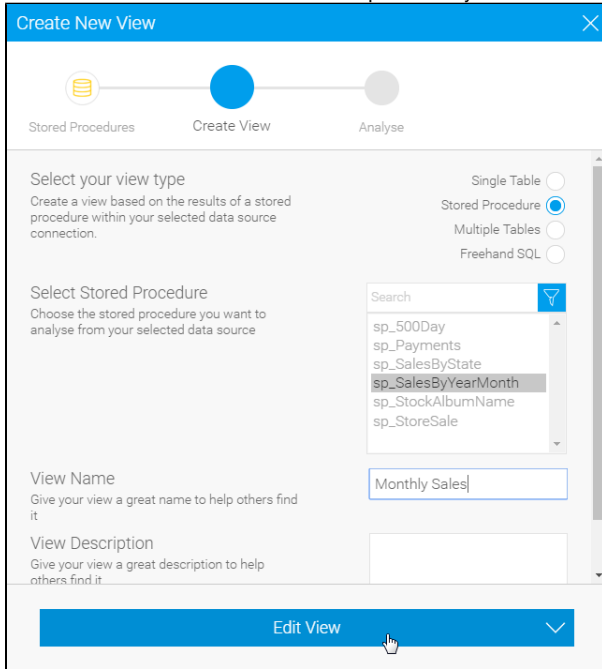 Create New View
Stored Procedures
Create View
Analyse
Select your view type
Create a view based on the results of a stored
procedure within your selected data source
connection.
Single Table
Stored Procedure
Multiple Tables
Freehand SQL
Select Stored Procedure
Choose the stored procedure you want to
analyse from your selected data source
Search
sp_500Day
sp_Payments
sp_SalesByState
sp_SalesByYearMonth
sp_StockAlbumName
sp_StoreSale
View Name
Give your view a great name to help others find
it
Monthly Sales
View Description
Give your view a great description to help
others find it
Edit View